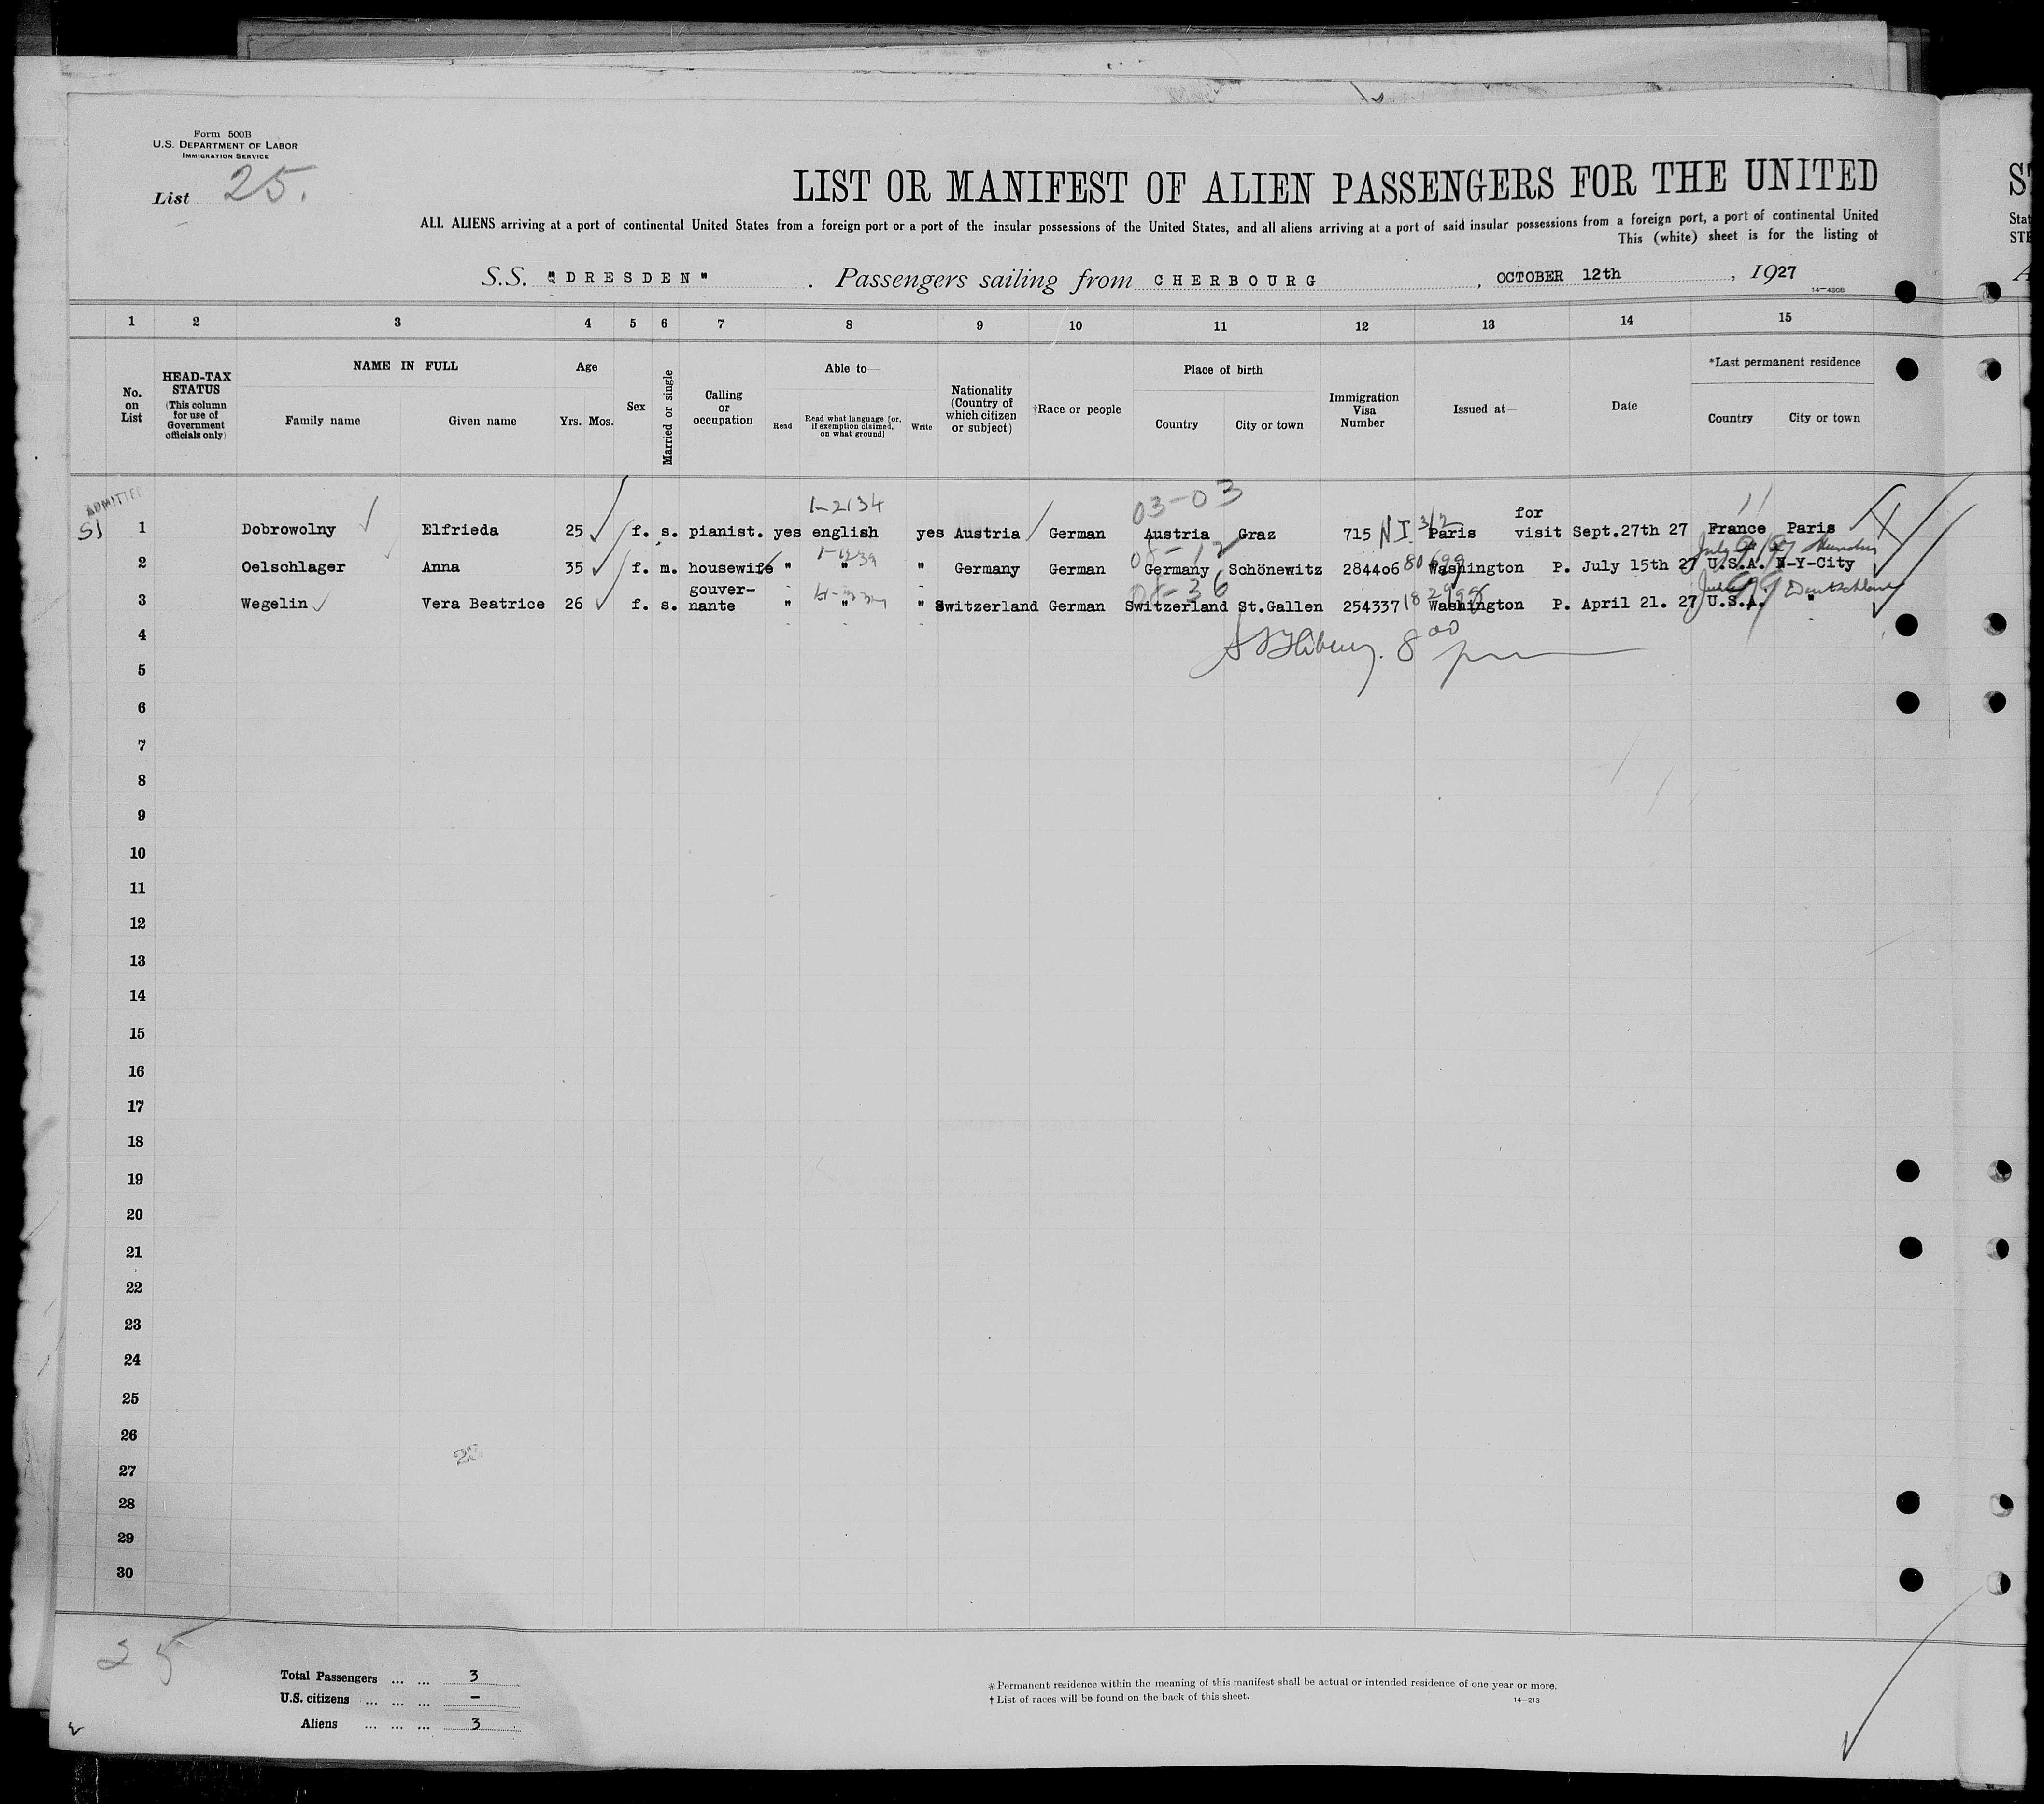 Form 500B
U.S. DEPARTMENT OF LABOR
IMMIGRATION SERVICE
List 25.
LIST OR MANIFEST OF ALIEN PASSENGERS FOR THE UNITED
ALL ALIENS arriving at a port of continental United States from a foreign port or a port of the insular possessions of the United States, and all aliens arriving at a port of said insular possessions from a foreign port, a port of continental United
This (white) sheet is for the listing of
S.S. "DRESDEN" . Passengers sailing from CHERBOURG , OCTOBER 12th , 1927
14—430B
1 2 3 4 5 6 7 8 9 10 11 12 13 14 15
No. on List
HEAD-TAX STATUS (This column for use of Government officials only)
NAME IN FULL
Family name Given name
Age
Yrs. Mos.
Sex
Married or single
Calling or occupation
Able to—
Read Read what language [or, if exemption claimed, on what ground] Write
Nationality (Country of which citizen or subject)
†Race or people
Place of birth
Country City or town
Immigration Visa Number
Issued at—
Date
*Last permanent residence
Country City or town
ADMITTED
1-2134 03-03
SI 1 Dobrowolny Elfrieda 25 f. s. pianist. yes english yes Austria German Austria Graz 715 NI 3/2 Paris for visit Sept.27th 27 France Paris
2 Oelschlager Anna 35 f. m. housewife " " " Germany German Germany Schönewitz 284406 Washington P. July 15th 27 U.S.A. N-Y-City
3 Wegelin Vera Beatrice 26 f. s. gouvernante " " " Switzerland German Switzerland St.Gallen 254337 Washington P. April 21. 27 U.S.A. "
8 00
4
5
6
7
8
9
10
11
12
13
14
15
16
17
18
19
20
21
22
23
24
25
26
27
28
29
30
25
Total Passengers ... ... 3
U.S. citizens ... ... ... –
Aliens ... ... ... 3
* Permanent residence within the meaning of this manifest shall be actual or intended residence of one year or more.
† List of races will be found on the back of this sheet.
14—213